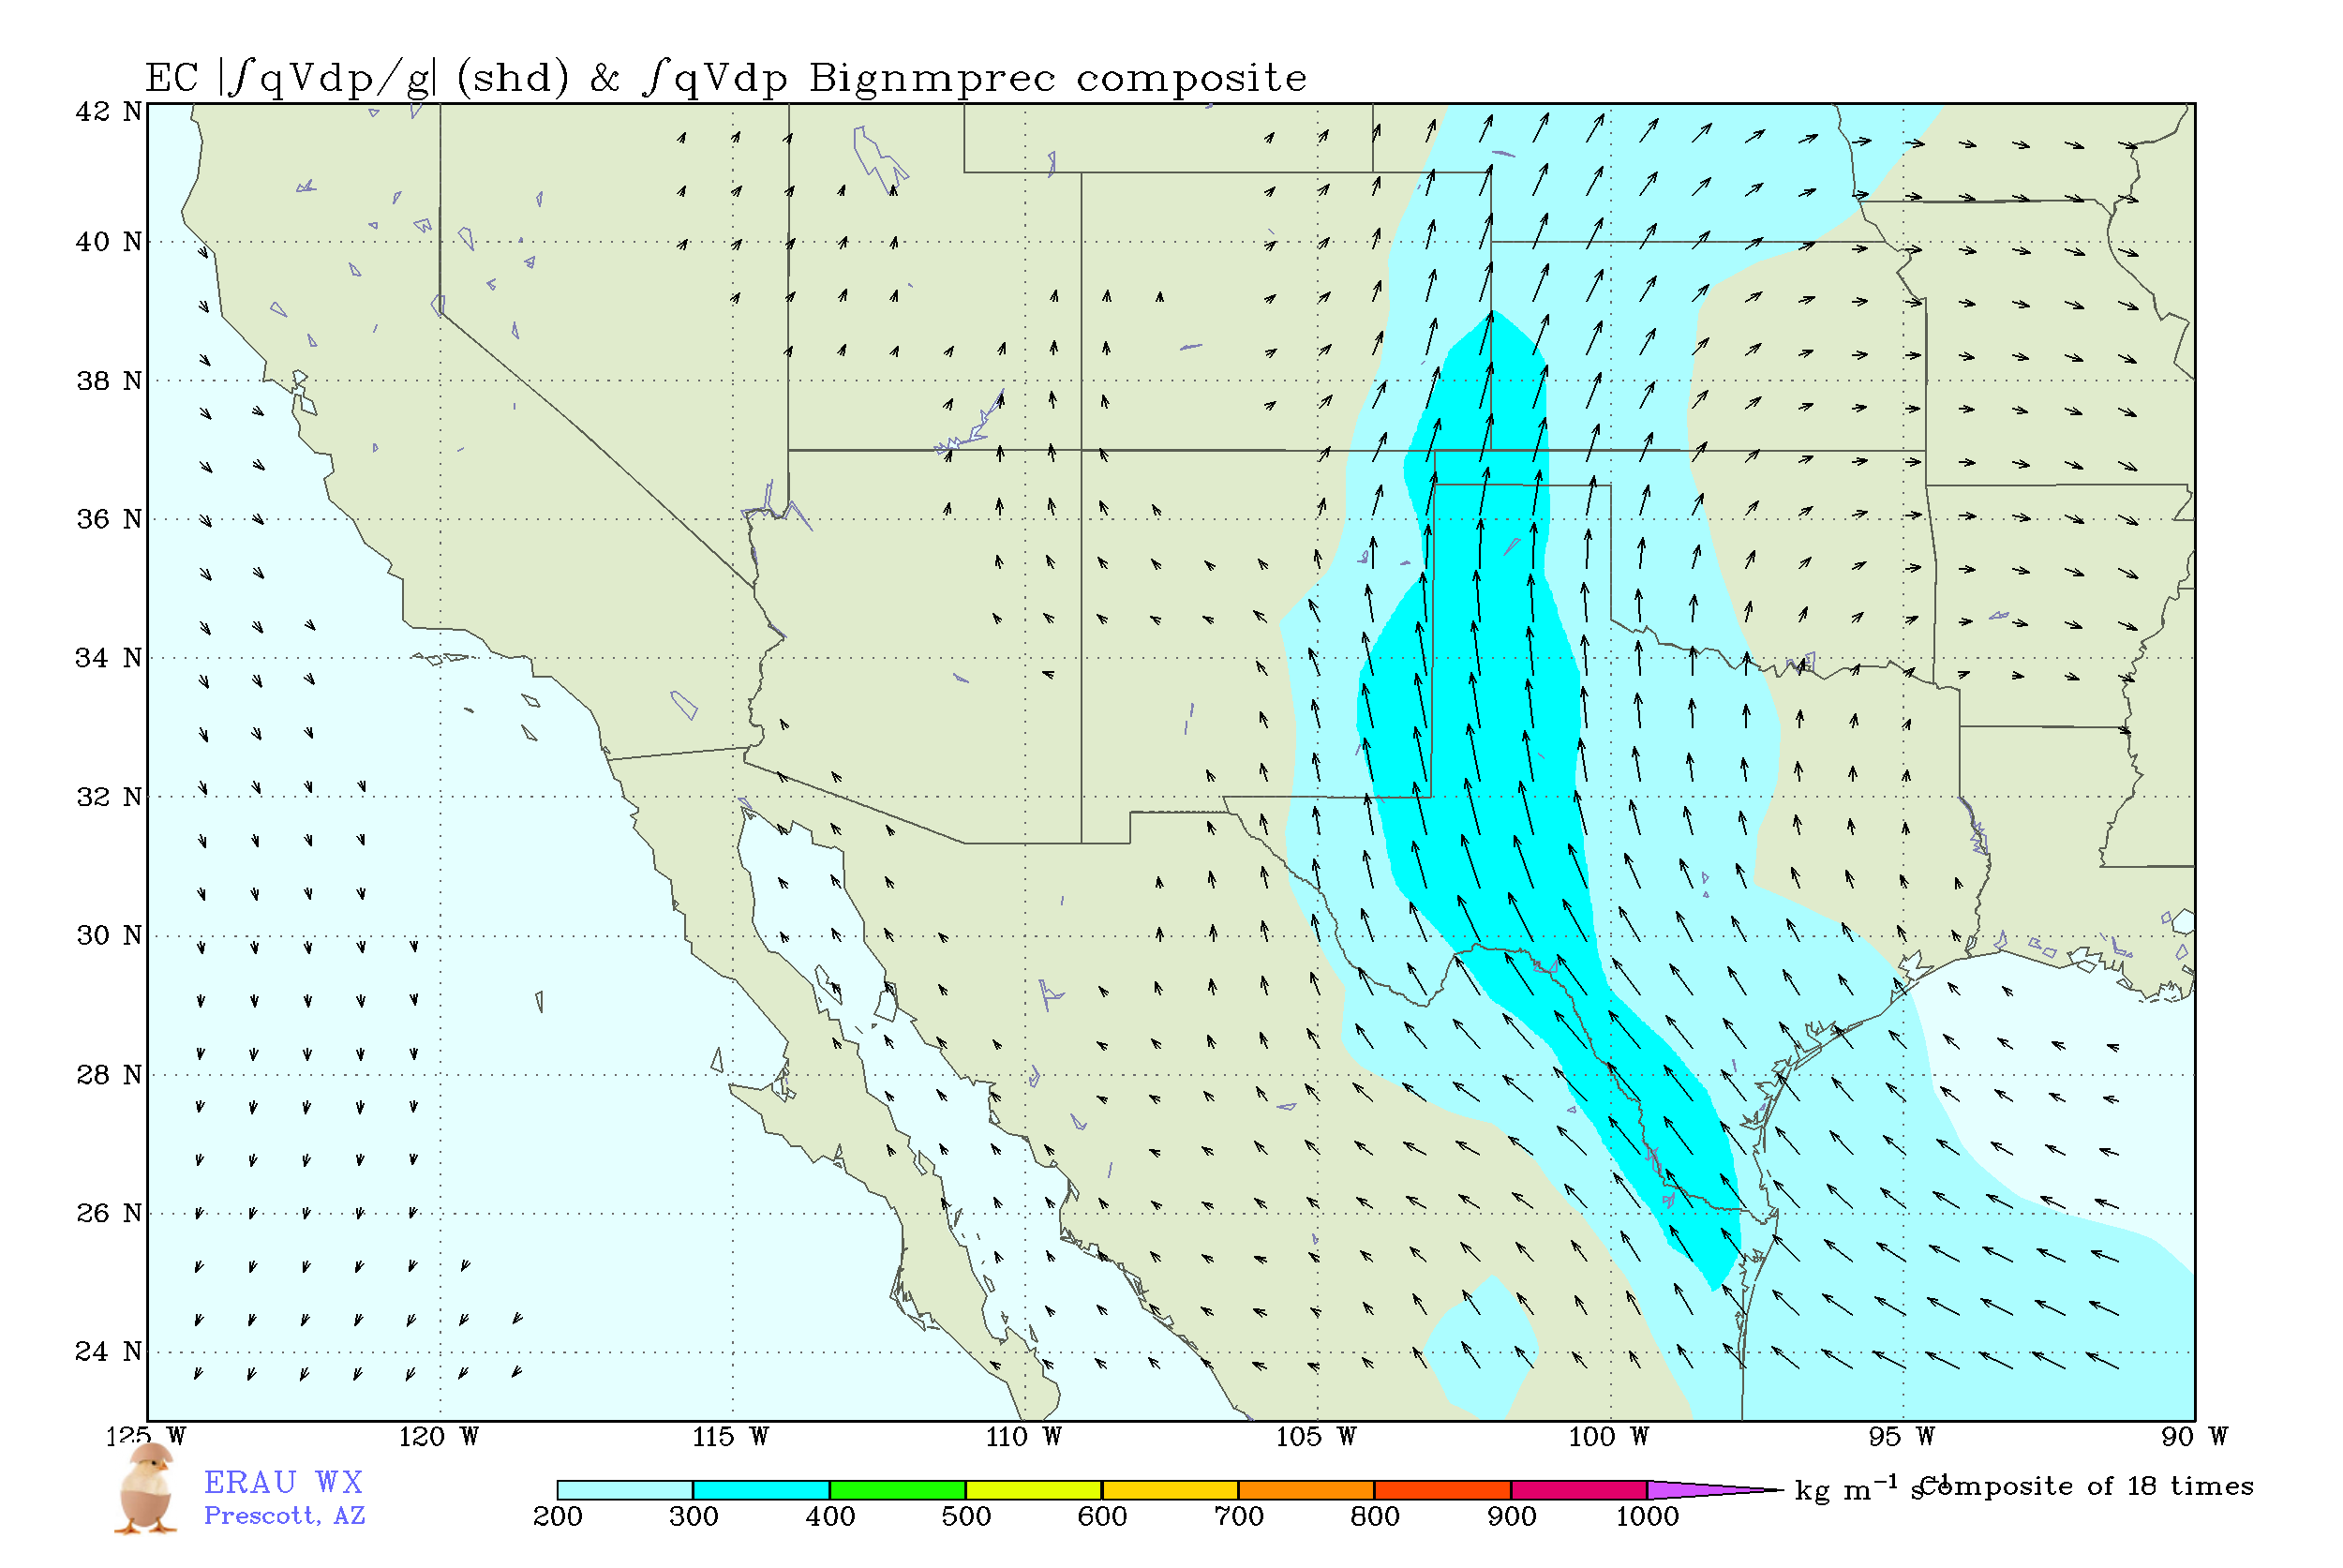 EC |∫qVdp/g| (shd) & ∫qVdp Bignmprec composite
42 N
40 N
38 N
36 N
34 N
32 N
30 N
28 N
26 N
24 N
125 W 120 W 115 W 110 W 105 W 100 W 95 W 90 W
ERAU WX
Prescott, AZ
200 300 400 500 600 700 800 900 1000
kg m⁻¹ s⁻¹
Composite of 18 times